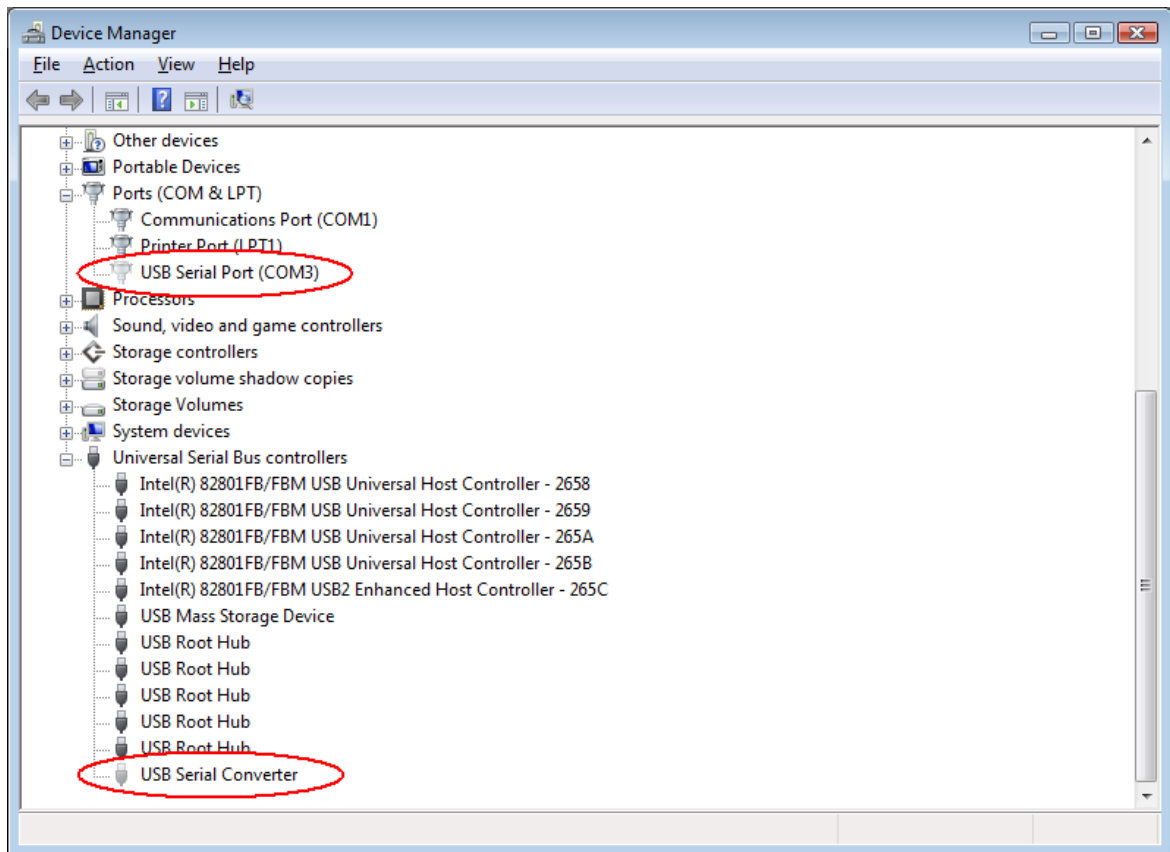 Device Manager
File Action View Help
Other devices
Portable Devices
Ports (COM & LPT)
Communications Port (COM1)
Printer Port (LPT1)
USB Serial Port (COM3)
Processors
Sound, video and game controllers
Storage controllers
Storage volume shadow copies
Storage Volumes
System devices
Universal Serial Bus controllers
Intel(R) 82801FB/FBM USB Universal Host Controller - 2658
Intel(R) 82801FB/FBM USB Universal Host Controller - 2659
Intel(R) 82801FB/FBM USB Universal Host Controller - 265A
Intel(R) 82801FB/FBM USB Universal Host Controller - 265B
Intel(R) 82801FB/FBM USB2 Enhanced Host Controller - 265C
USB Mass Storage Device
USB Root Hub
USB Root Hub
USB Root Hub
USB Root Hub
USB Root Hub
USB Serial Converter